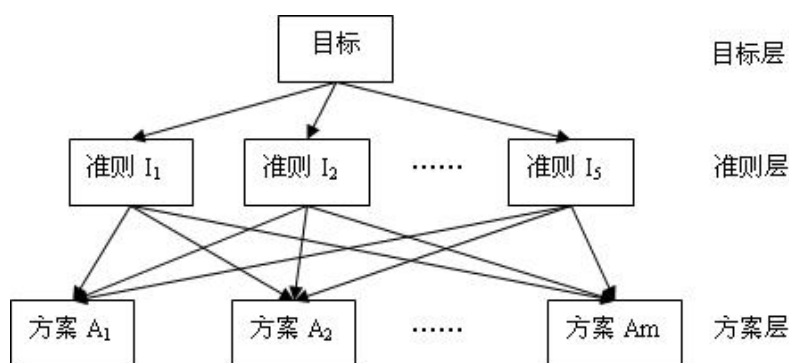 目标 目标层
准则 I₁ 准则 I₂ …… 准则 I₅ 准则层
方案 A₁ 方案 A₂ …… 方案 Am 方案层